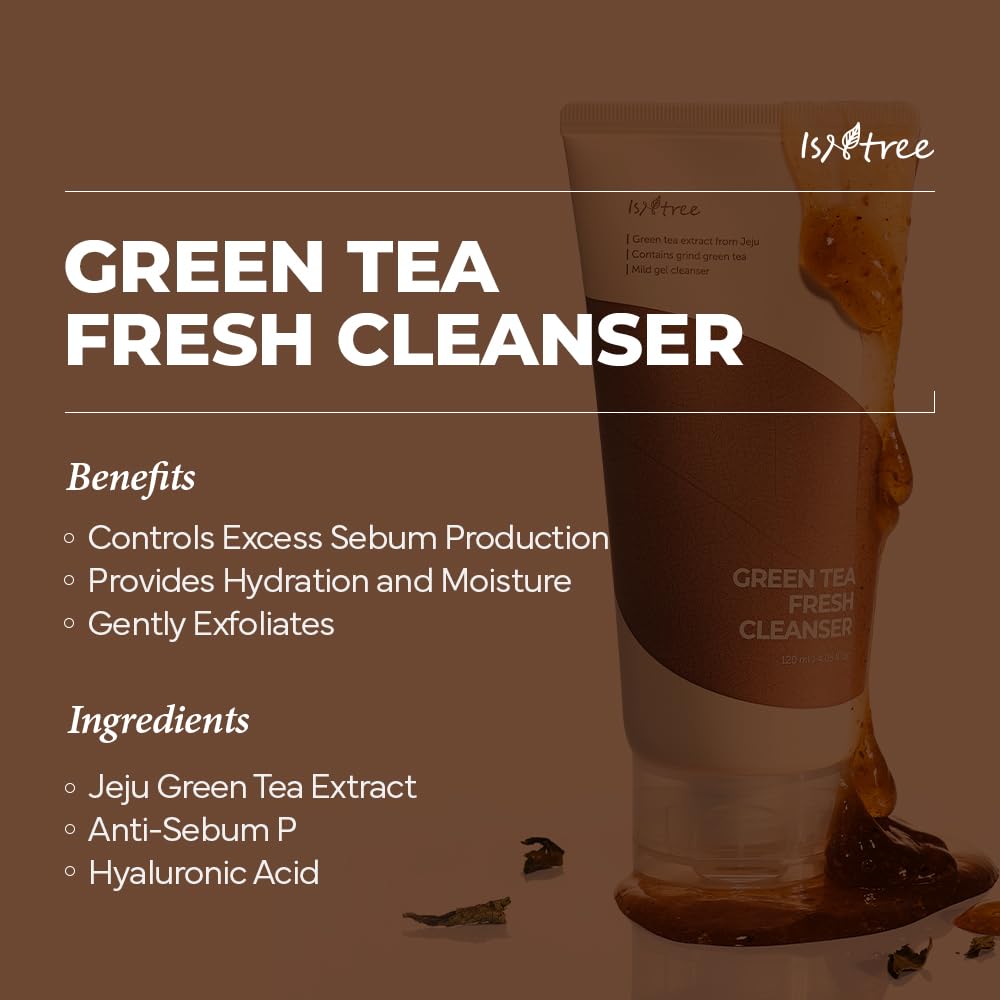 Isntree
Isntree
Green tea extract from Jeju
Contains grind green tea
Mild gel cleanser
GREEN TEA
FRESH CLEANSER
Benefits
Controls Excess Sebum Production
Provides Hydration and Moisture
Gently Exfoliates
GREEN TEA
FRESH
CLEANSER
120 ml
Ingredients
Jeju Green Tea Extract
Anti-Sebum P
Hyaluronic Acid